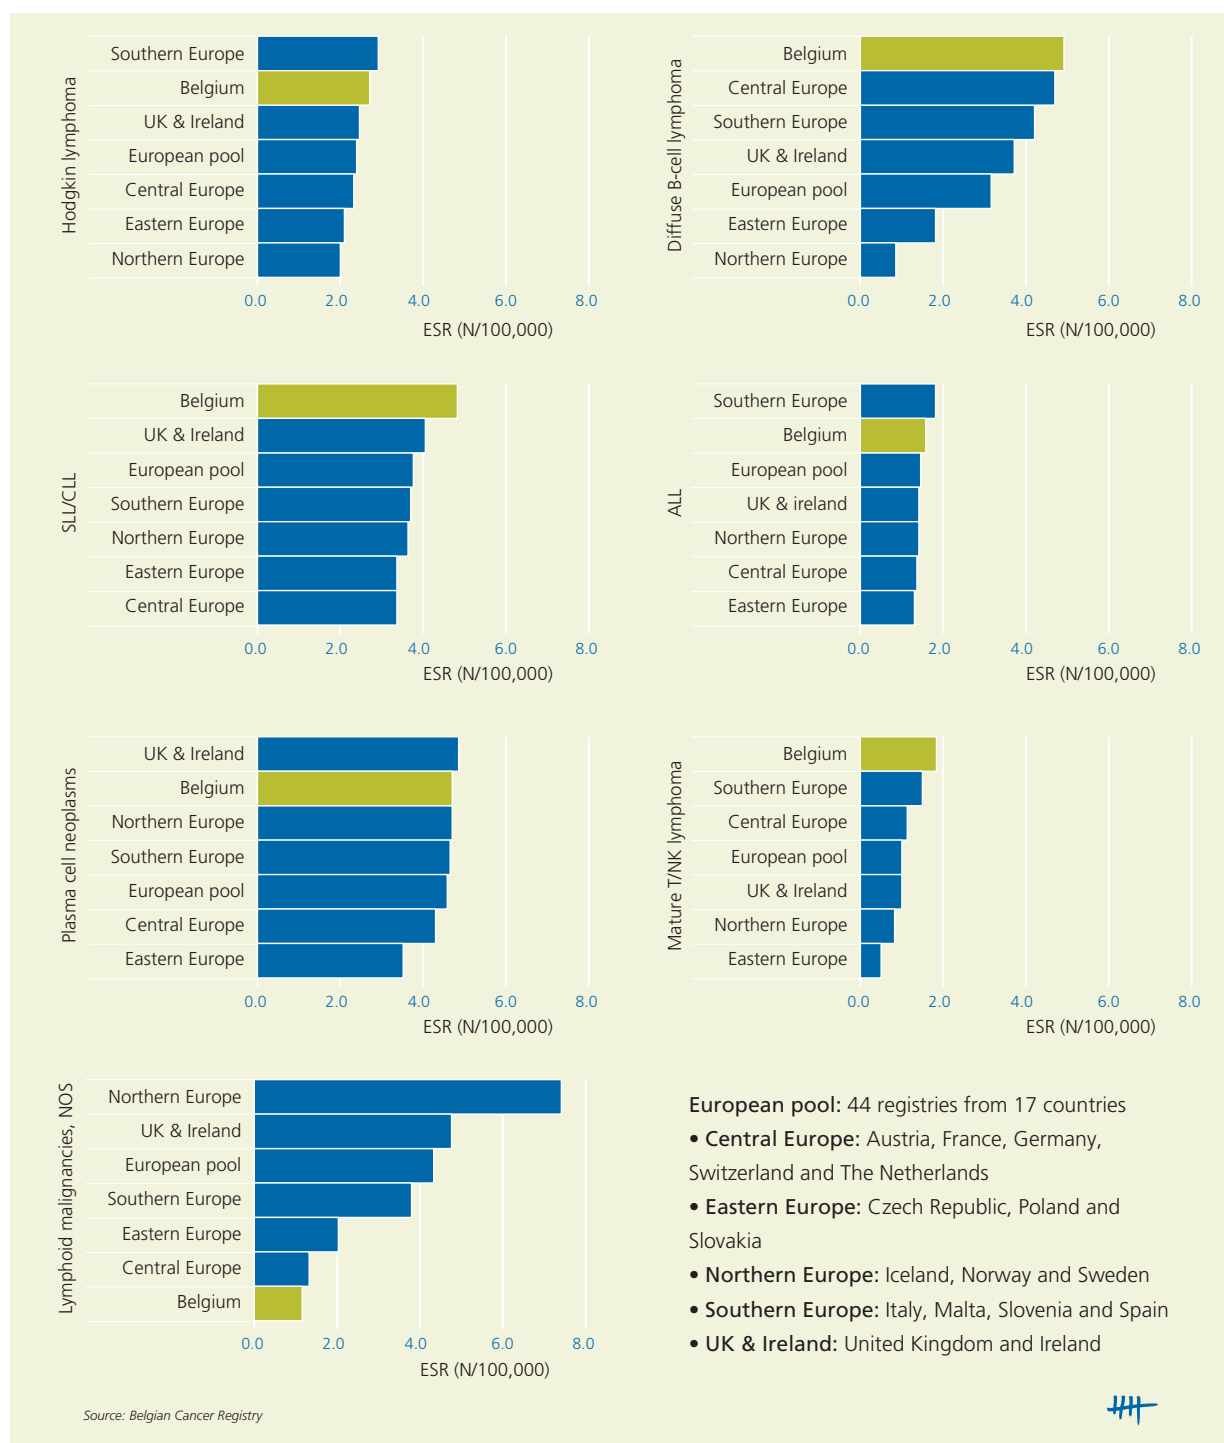 Hodgkin lymphoma
Southern Europe
Belgium
UK & Ireland
European pool
Central Europe
Eastern Europe
Northern Europe
0.0 2.0 4.0 6.0 8.0
ESR (N/100,000)
Diffuse B-cell lymphoma
Belgium
Central Europe
Southern Europe
UK & Ireland
European pool
Eastern Europe
Northern Europe
0.0 2.0 4.0 6.0 8.0
ESR (N/100,000)
SLL/CLL
Belgium
UK & Ireland
European pool
Southern Europe
Northern Europe
Eastern Europe
Central Europe
0.0 2.0 4.0 6.0 8.0
ESR (N/100,000)
ALL
Southern Europe
Belgium
European pool
UK & ireland
Northern Europe
Central Europe
Eastern Europe
0.0 2.0 4.0 6.0 8.0
ESR (N/100,000)
Plasma cell neoplasms
UK & Ireland
Belgium
Northern Europe
Southern Europe
European pool
Central Europe
Eastern Europe
0.0 2.0 4.0 6.0 8.0
ESR (N/100,000)
Mature T/NK lymphoma
Belgium
Southern Europe
Central Europe
European pool
UK & Ireland
Northern Europe
Eastern Europe
0.0 2.0 4.0 6.0 8.0
ESR (N/100,000)
Lymphoid malignancies, NOS
Northern Europe
UK & Ireland
European pool
Southern Europe
Eastern Europe
Central Europe
Belgium
0.0 2.0 4.0 6.0 8.0
ESR (N/100,000)
European pool: 44 registries from 17 countries
• Central Europe: Austria, France, Germany,
Switzerland and The Netherlands
• Eastern Europe: Czech Republic, Poland and
Slovakia
• Northern Europe: Iceland, Norway and Sweden
• Southern Europe: Italy, Malta, Slovenia and Spain
• UK & Ireland: United Kingdom and Ireland
Source: Belgian Cancer Registry